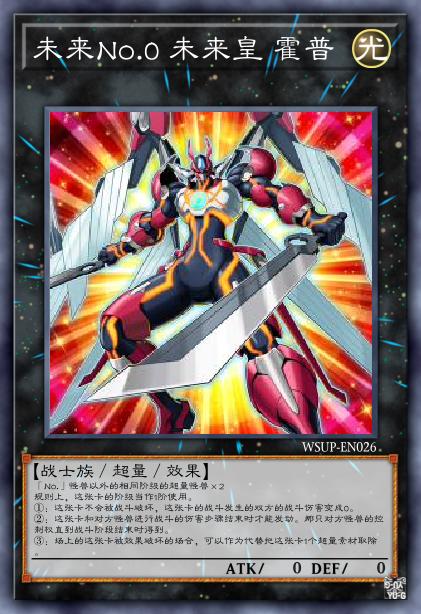 未来No.0 未来皇 霍普
光
WSUP-EN026
【战士族／超量／效果】
「No.」怪兽以外的相同阶级的超量怪兽×2
规则上，这张卡的阶级当作1阶使用。
①：这张卡不会被战斗破坏，这张卡的战斗发生的双方的战斗伤害变成0。
②：这张卡和对方怪兽进行战斗的伤害步骤结束时才能发动。那只对方怪兽的控
制权直到战斗阶段结束时得到。
③：场上的这张卡被效果破坏的场合，可以作为代替把这张卡1个超量素材取除
。
ATK/ 0 DEF/ 0